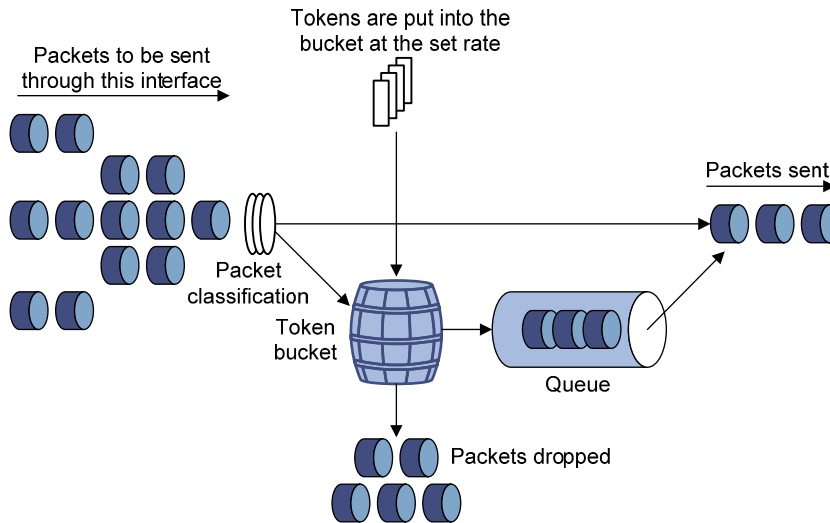 Tokens are put into the
bucket at the set rate
Packets to be sent
through this interface
Packets sent
Packet
classification
Token
bucket
Queue
Packets dropped